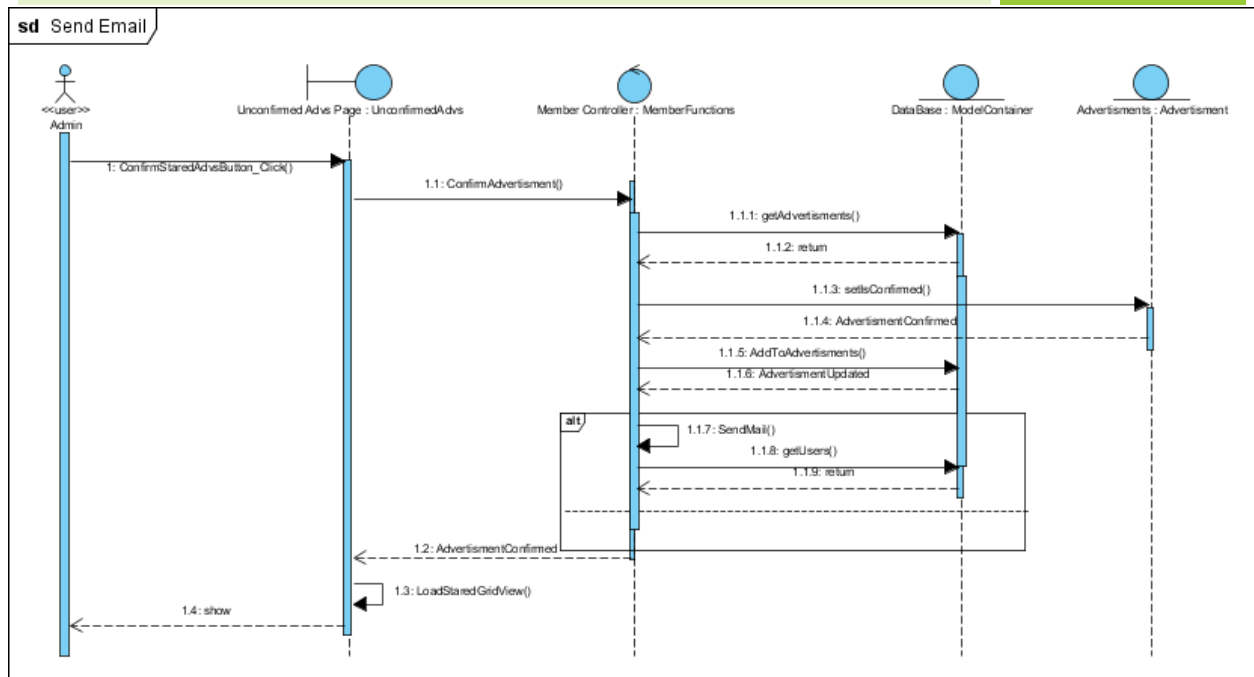 sd Send Email
<<user>>
Admin
Unconfirmed Advs Page : UnconfirmedAdvs
Member Controller : MemberFunctions
DataBase : ModelContainer
Advertisments : Advertisment
1: ConfirmStaredAdvsButton_Click()
1.1: ConfirmAdvertisment()
1.1.1: getAdvertisments()
1.1.2: return
1.1.3: setIsConfirmed()
1.1.4: AdvertismentConfirmed
1.1.5: AddToAdvertisments()
1.1.6: AdvertismentUpdated
alt
1.1.7: SendMail()
1.1.8: getUsers()
1.1.9: return
1.2: AdvertismentConfirmed
1.3: LoadStaredGridView()
1.4: show